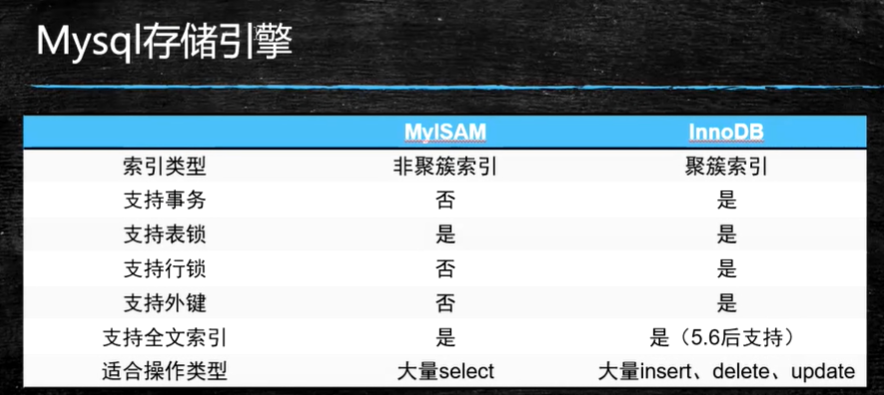 Mysql存储引擎
MyISAM InnoDB
索引类型 非聚簇索引 聚簇索引
支持事务 否 是
支持表锁 是 是
支持行锁 否 是
支持外键 否 是
支持全文索引 是 是（5.6后支持）
适合操作类型 大量select 大量insert、delete、update